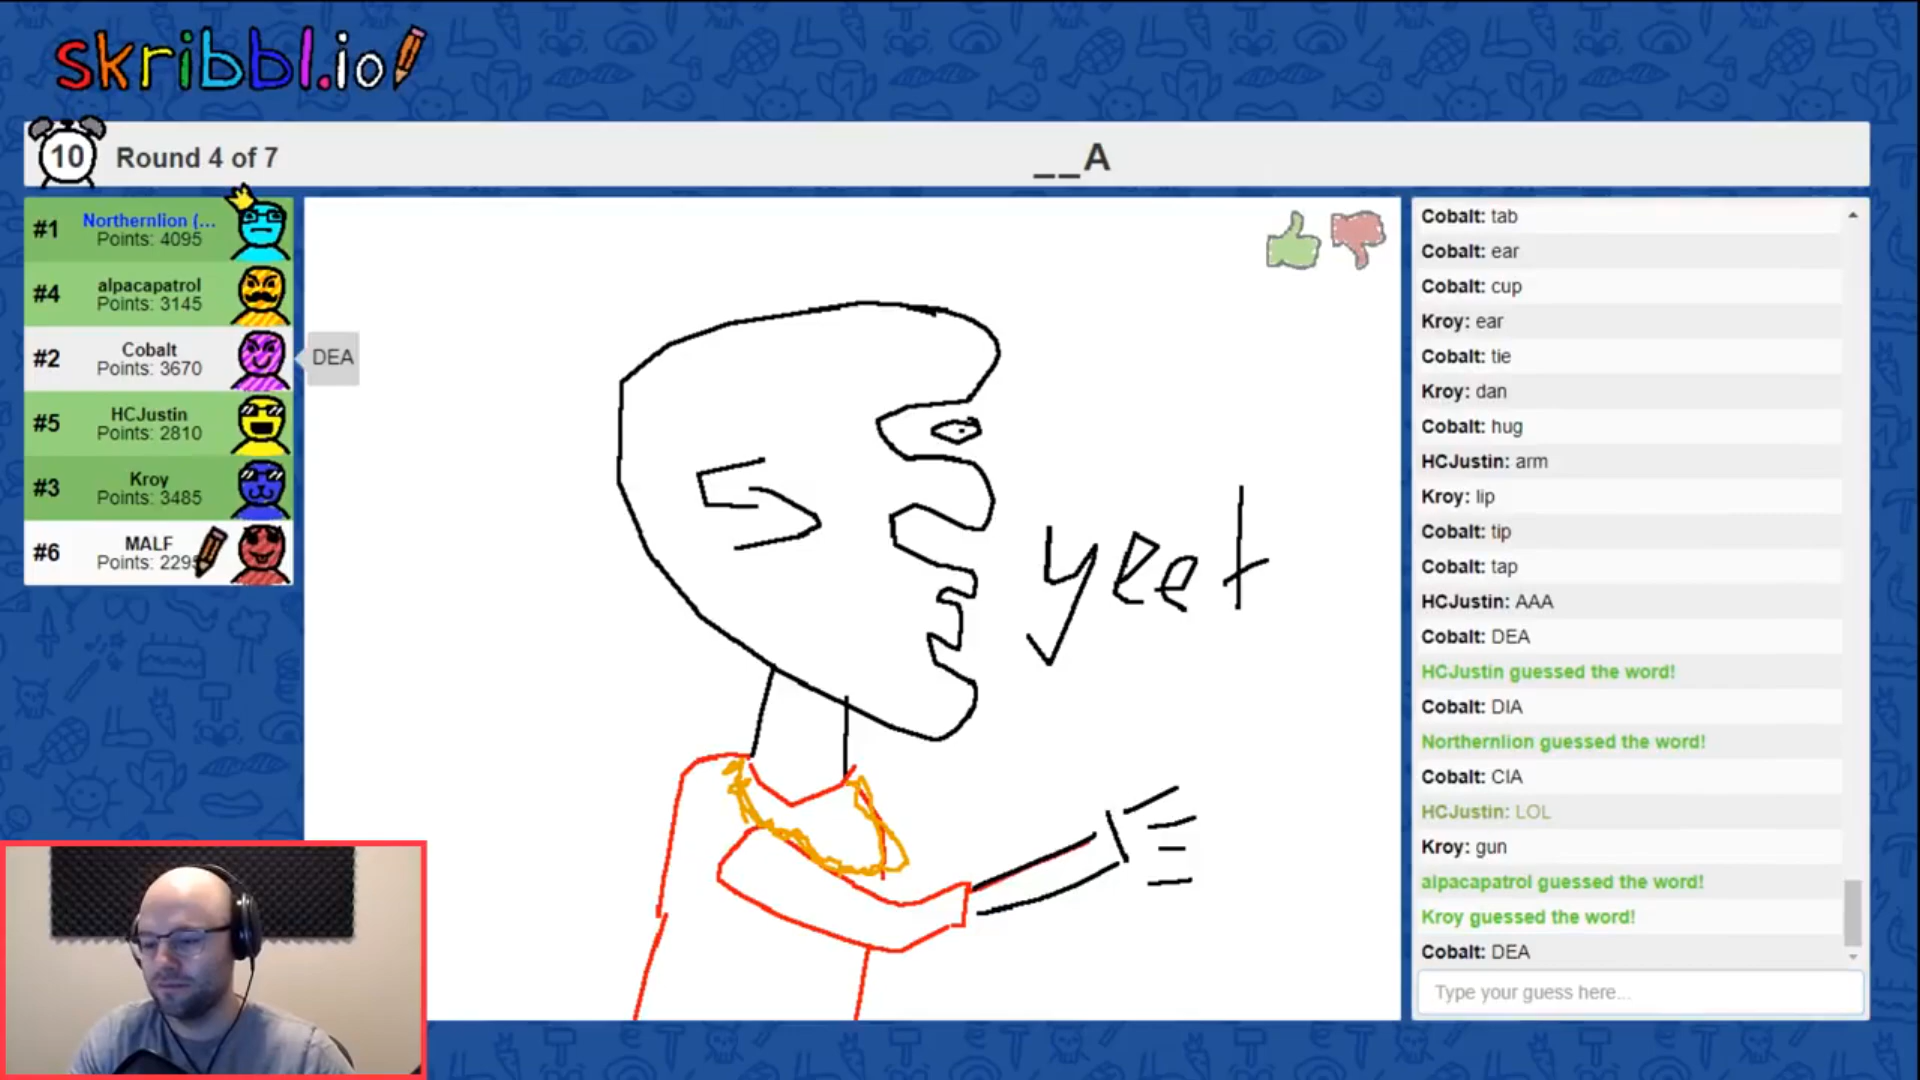 skribbl.io
10
Round 4 of 7
__A
#1
Northernlion (...
Points: 4095
#4
alpacapatrol
Points: 3145
#2
Cobalt
Points: 3670
DEA
#5
HCJustin
Points: 2810
#3
Kroy
Points: 3485
#6
MALF
Points: 2295
yeet
Cobalt: tab
Cobalt: ear
Cobalt: cup
Kroy: ear
Cobalt: tie
Kroy: dan
Cobalt: hug
HCJustin: arm
Kroy: lip
Cobalt: tip
Cobalt: tap
HCJustin: AAA
Cobalt: DEA
HCJustin guessed the word!
Cobalt: DIA
Northernlion guessed the word!
Cobalt: CIA
HCJustin: LOL
Kroy: gun
alpacapatrol guessed the word!
Kroy guessed the word!
Cobalt: DEA
Type your guess here...